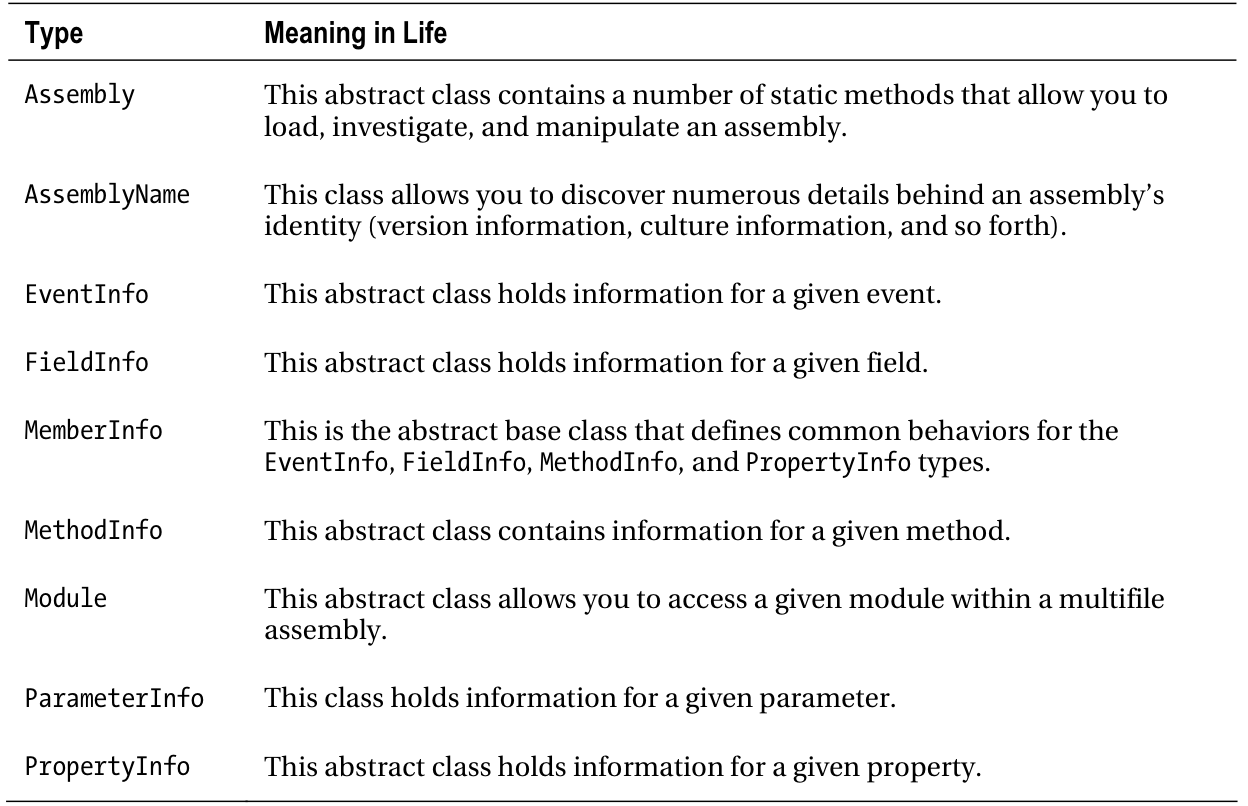 Type Meaning in Life
Assembly This abstract class contains a number of static methods that allow you to
load, investigate, and manipulate an assembly.
AssemblyName This class allows you to discover numerous details behind an assembly’s
identity (version information, culture information, and so forth).
EventInfo This abstract class holds information for a given event.
FieldInfo This abstract class holds information for a given field.
MemberInfo This is the abstract base class that defines common behaviors for the
EventInfo, FieldInfo, MethodInfo, and PropertyInfo types.
MethodInfo This abstract class contains information for a given method.
Module This abstract class allows you to access a given module within a multifile
assembly.
ParameterInfo This class holds information for a given parameter.
PropertyInfo This abstract class holds information for a given property.